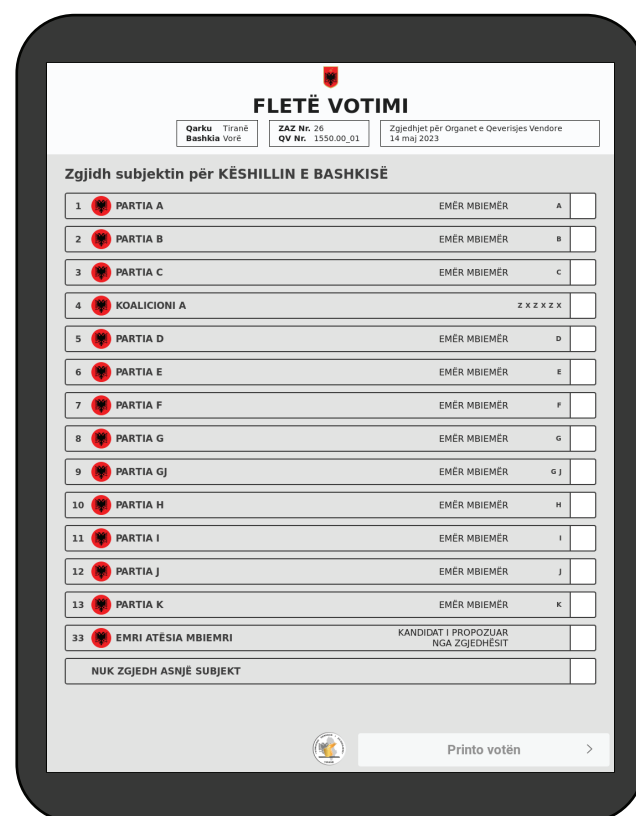 FLETË VOTIMI
Qarku Tiranë
Bashkia Vorë
ZAZ Nr. 26
QV Nr. 1550.00_01
Zgjedhjet për Organet e Qeverisjes Vendore
14 maj 2023
Zgjidh subjektin për KËSHILLIN E BASHKISË
1 PARTIA A EMËR MBIEMËR A
2 PARTIA B EMËR MBIEMËR B
3 PARTIA C EMËR MBIEMËR C
4 KOALICIONI A Z X Z X Z X
5 PARTIA D EMËR MBIEMËR D
6 PARTIA E EMËR MBIEMËR E
7 PARTIA F EMËR MBIEMËR F
8 PARTIA G EMËR MBIEMËR G
9 PARTIA GJ EMËR MBIEMËR G J
10 PARTIA H EMËR MBIEMËR H
11 PARTIA I EMËR MBIEMËR I
12 PARTIA J EMËR MBIEMËR J
13 PARTIA K EMËR MBIEMËR K
33 EMRI ATËSIA MBIEMRI KANDIDAT I PROPOZUAR
NGA ZGJEDHËSIT
NUK ZGJEDH ASNJË SUBJEKT
Printo votën